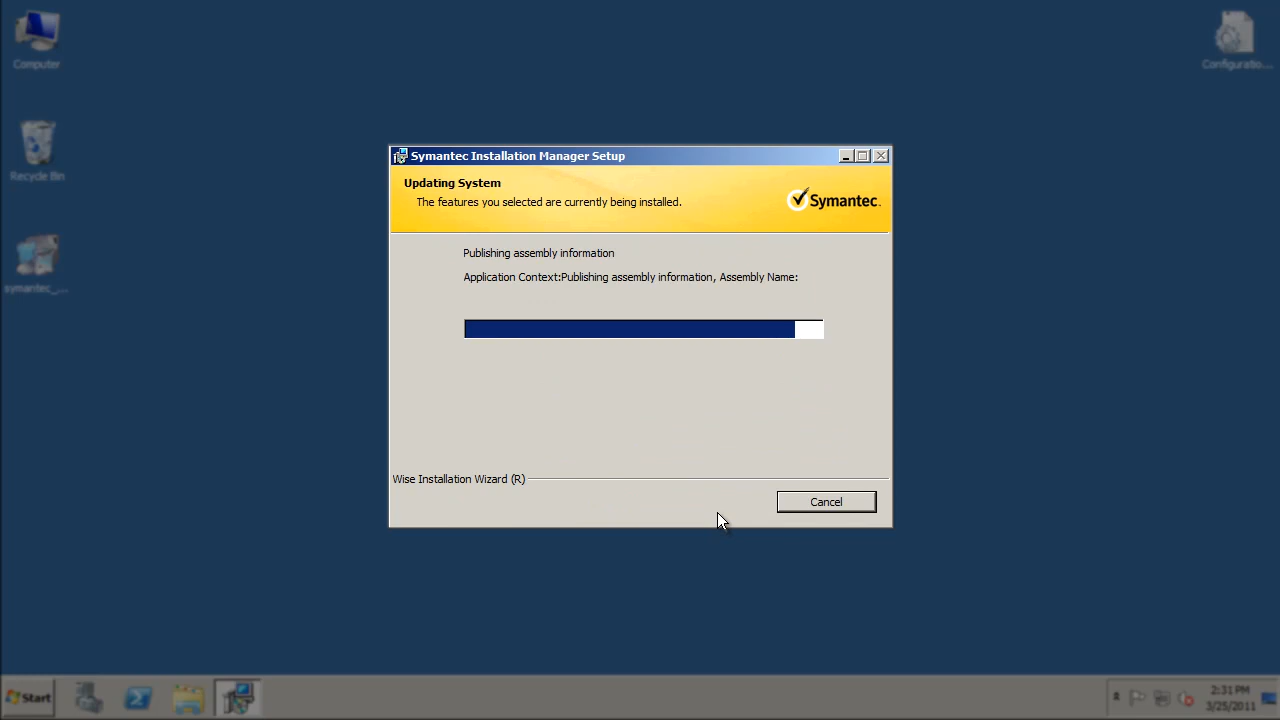 Computer
Configuratio...
Recycle Bin
symantec_...
Symantec Installation Manager Setup
Updating System
The features you selected are currently being installed.
Symantec.
Publishing assembly information
Application Context:Publishing assembly information, Assembly Name:
Wise Installation Wizard (R)
Cancel
Start
2:31 PM
3/25/2011